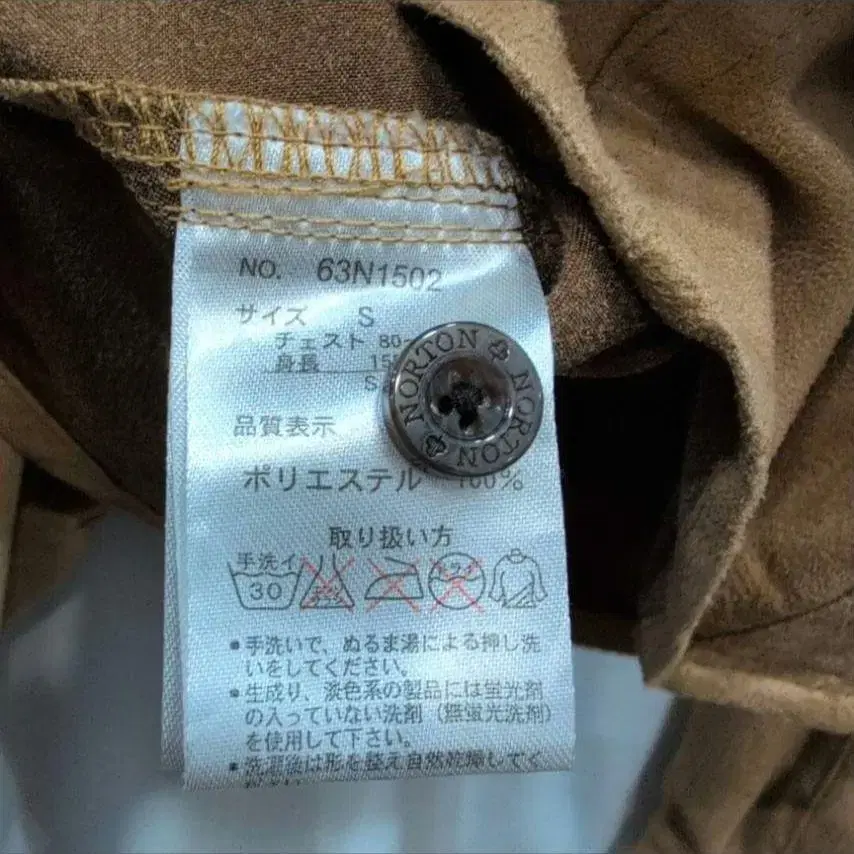 NO. 63N1502
サイズ S
チェスト 80-
身長 15
S
品質表示
ポリエステル 100%
NORTON NORTON
取り扱い方
手洗イ
30
・手洗いで、ぬるま湯による押し洗
いをしてください。
・生成り、淡色系の製品には蛍光剤
の入っていない洗剤（無蛍光洗剤）
を使用して下さい。
・洗濯後は形を整え自然乾燥してく